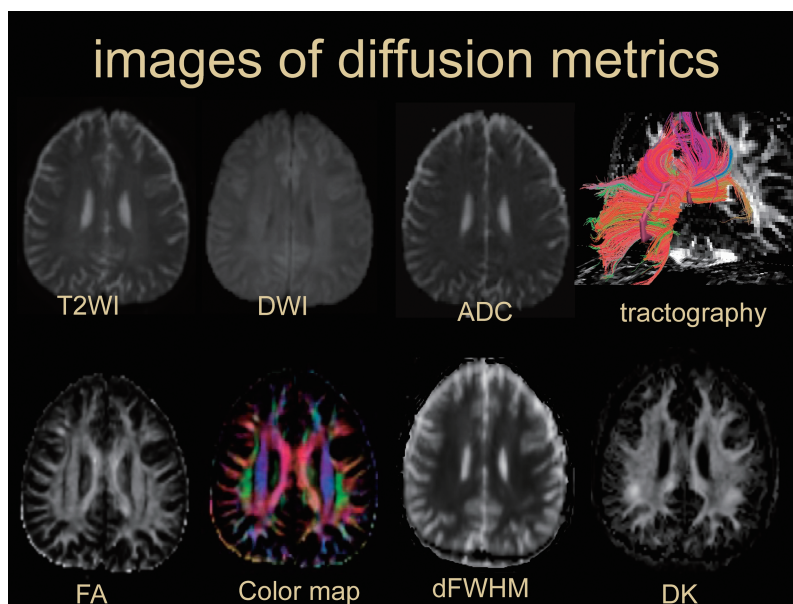 images of diffusion metrics
T2WI
DWI
ADC
tractography
FA
Color map
dFWHM
DK